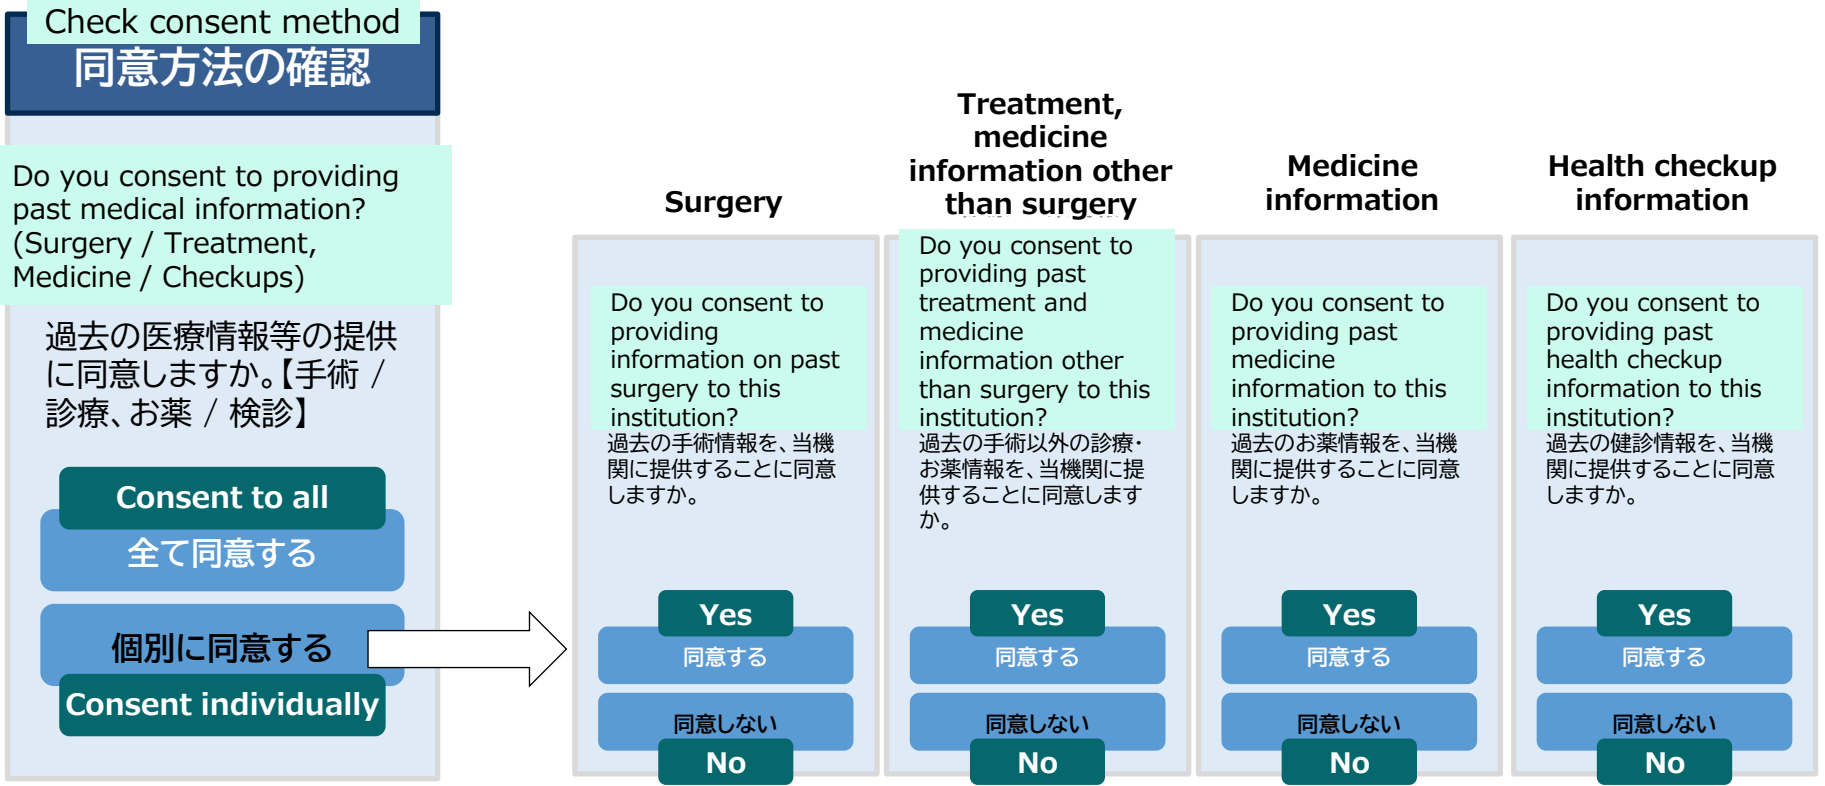 Check consent method
同意方法の確認
Do you consent to providing
past medical information?
(Surgery / Treatment,
Medicine / Checkups)
過去の医療情報等の提供
に同意しますか。【手術 /
診療、お薬 / 検診】
Consent to all
全て同意する
個別に同意する
Consent individually
Surgery
Do you consent to
providing
information on past
surgery to this
institution?
過去の手術情報を、当機
関に提供することに同意
しますか。
Yes
同意する
同意しない
No
Treatment,
medicine
information other
than surgery
Do you consent to
providing past
treatment and
medicine
information other
than surgery to this
institution?
過去の手術以外の診療・
お薬情報を、当機関に提
供することに同意します
か。
Yes
同意する
同意しない
No
Medicine
information
Do you consent to
providing past
medicine
information to this
institution?
過去のお薬情報を、当機
関に提供することに同意
しますか。
Yes
同意する
同意しない
No
Health checkup
information
Do you consent to
providing past
health checkup
information to this
institution?
過去の健診情報を、当機
関に提供することに同意
しますか。
Yes
同意する
同意しない
No